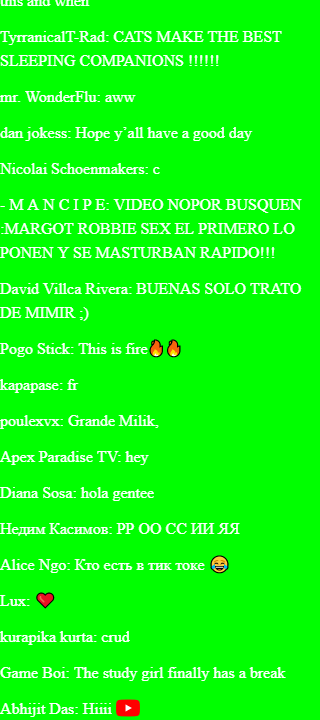 uns and when
TyrranicalT-Rad: CATS MAKE THE BEST
SLEEPING COMPANIONS !!!!!!
mr. WonderFlu: aww
dan jokess: Hope y`all have a good day
Nicolai Schoenmakers: c
- M A N C I P E: VIDEO NOPOR BUSQUEN
:MARGOT ROBBIE SEX EL PRIMERO LO
PONEN Y SE MASTURBAN RAPIDO!!!
David Villca Rivera: BUENAS SOLO TRATO
DE MIMIR ;)
Pogo Stick: This is fire🔥🔥
kapapase: fr
poulexvx: Grande Milik,
Apex Paradise TV: hey
Diana Sosa: hola gentee
Недим Касимов: РР ОО СС ИИ ЯЯ
Alice Ngo: Кто есть в тик токе 😂
Lux: ❤
kurapika kurta: crud
Game Boi: The study girl finally has a break
Abhijit Das: Hiiii